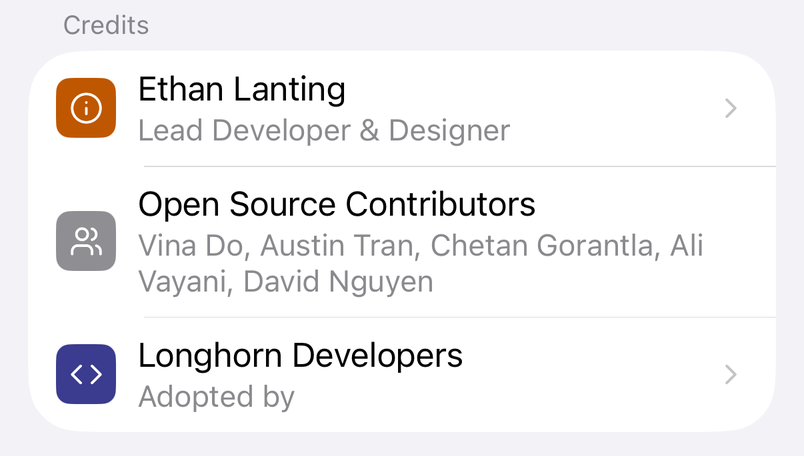 Credits
Ethan Lanting
Lead Developer & Designer
Open Source Contributors
Vina Do, Austin Tran, Chetan Gorantla, Ali
Vayani, David Nguyen
Longhorn Developers
Adopted by